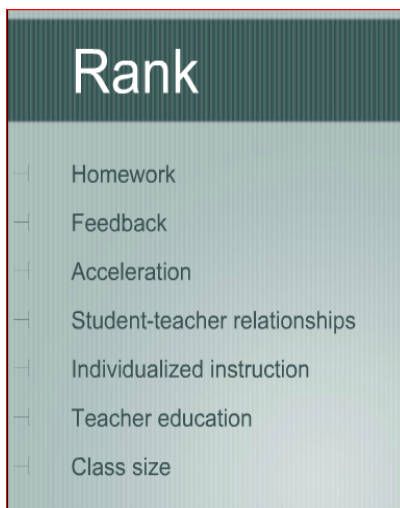 Rank
Homework
Feedback
Acceleration
Student-teacher relationships
Individualized instruction
Teacher education
Class size